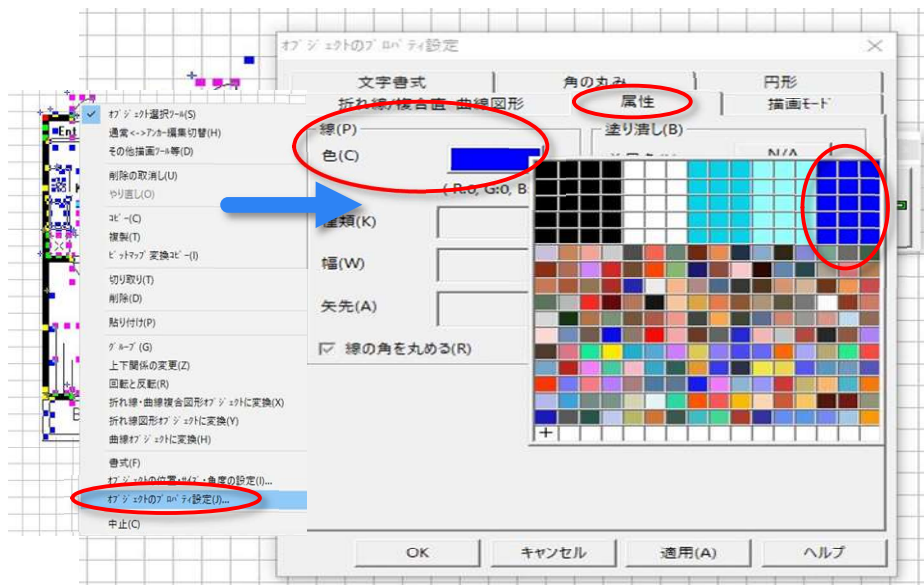 オブジェクトのプロパティ設定
文字書式
角の丸み
円形
折れ線/複合直・曲線図形
属性
描画モード
線(P)
塗り潰し(B)
色(C)
N/A
(R:0, G:0, B:
種類(K)
幅(W)
矢先(A)
線の角を丸める(R)
OK
キャンセル
適用(A)
ヘルプ
Ent
オブジェクト選択ツール(S)
通常<->アンカー編集切替(H)
その他描画ツール等(D)
削除の取消し(U)
やり直し(O)
コピー(C)
複製(T)
ビットマップ変換コピー(I)
切り取り(T)
削除(D)
貼り付け(P)
グループ(G)
上下関係の変更(Z)
回転と反転(R)
折れ線・曲線複合図形オブジェクトに変換(X)
折れ線図形オブジェクトに変換(Y)
曲線オブジェクトに変換(H)
書式(F)
オブジェクトの位置・サイズ・角度の設定(I)...
オブジェクトのプロパティ設定(J)...
中止(C)